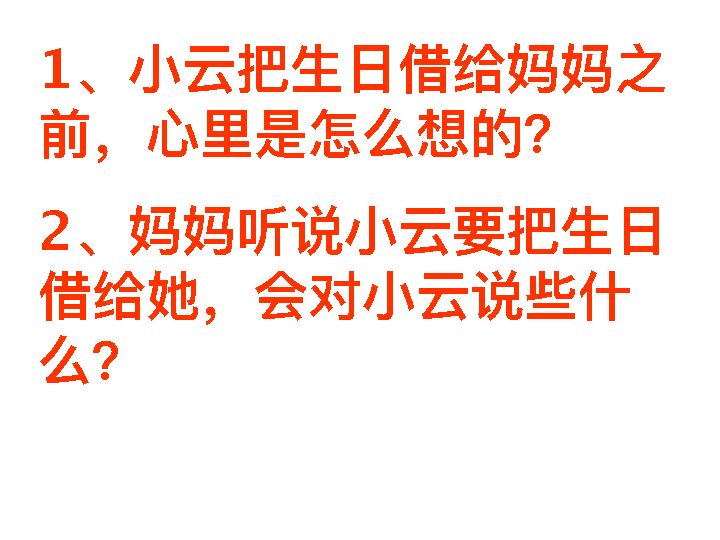 1、小云把生日借给妈妈之
前，心里是怎么想的？
2、妈妈听说小云要把生日
借给她，会对小云说些什
么？